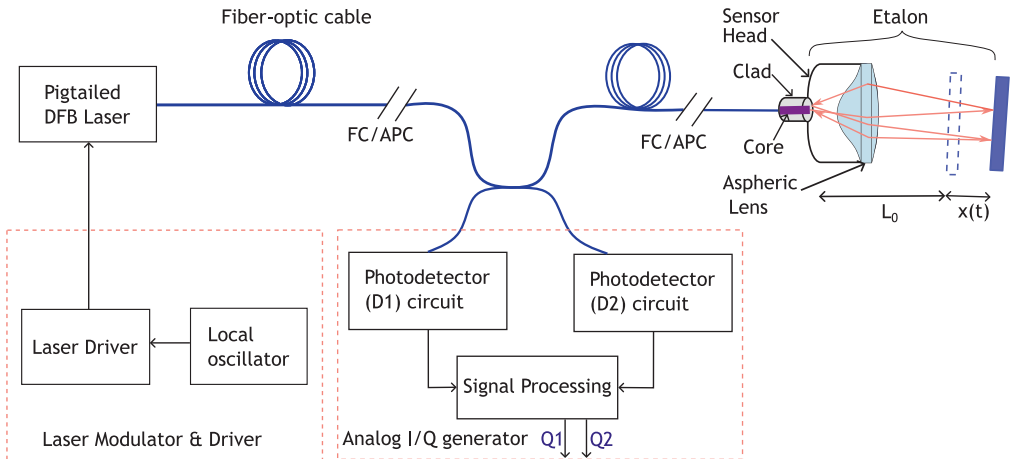 Fiber-optic cable
Pigtailed
DFB Laser
FC/APC
FC/APC
Sensor
Head
Etalon
Clad
Core
Aspheric
Lens
L₀
x(t)
Photodetector
(D1) circuit
Photodetector
(D2) circuit
Laser Driver
Local
oscillator
Signal Processing
Laser Modulator & Driver
Analog I/Q generator
Q1
Q2